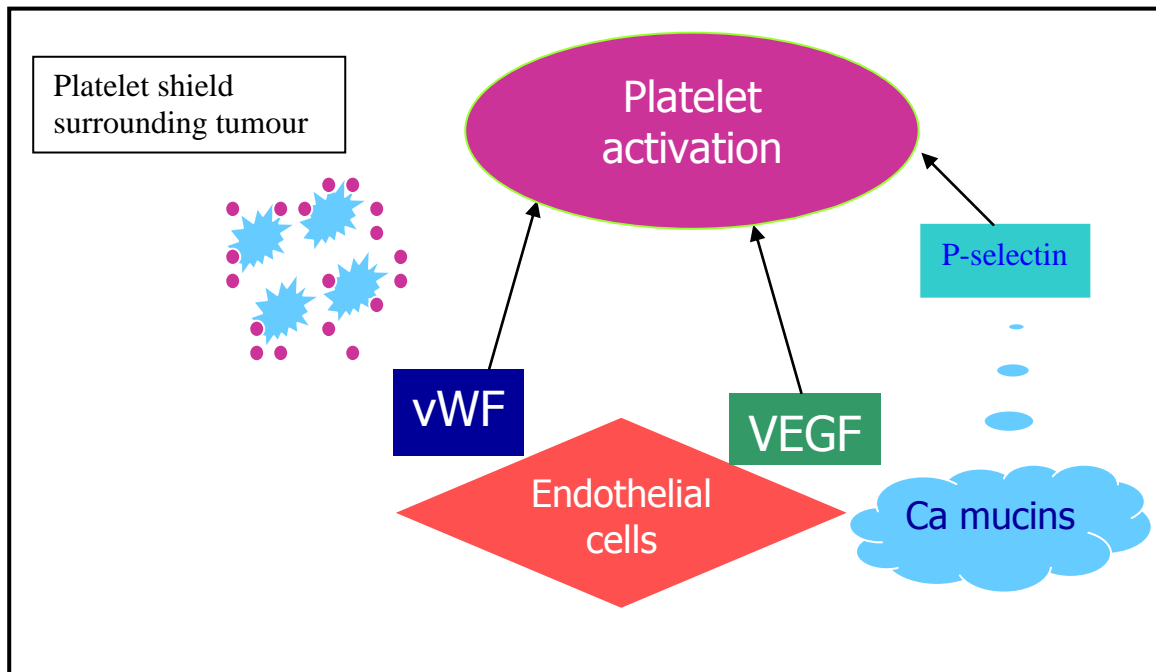 Platelet shield
surrounding tumour
Platelet
activation
P-selectin
vWF
VEGF
Endothelial
cells
Ca mucins